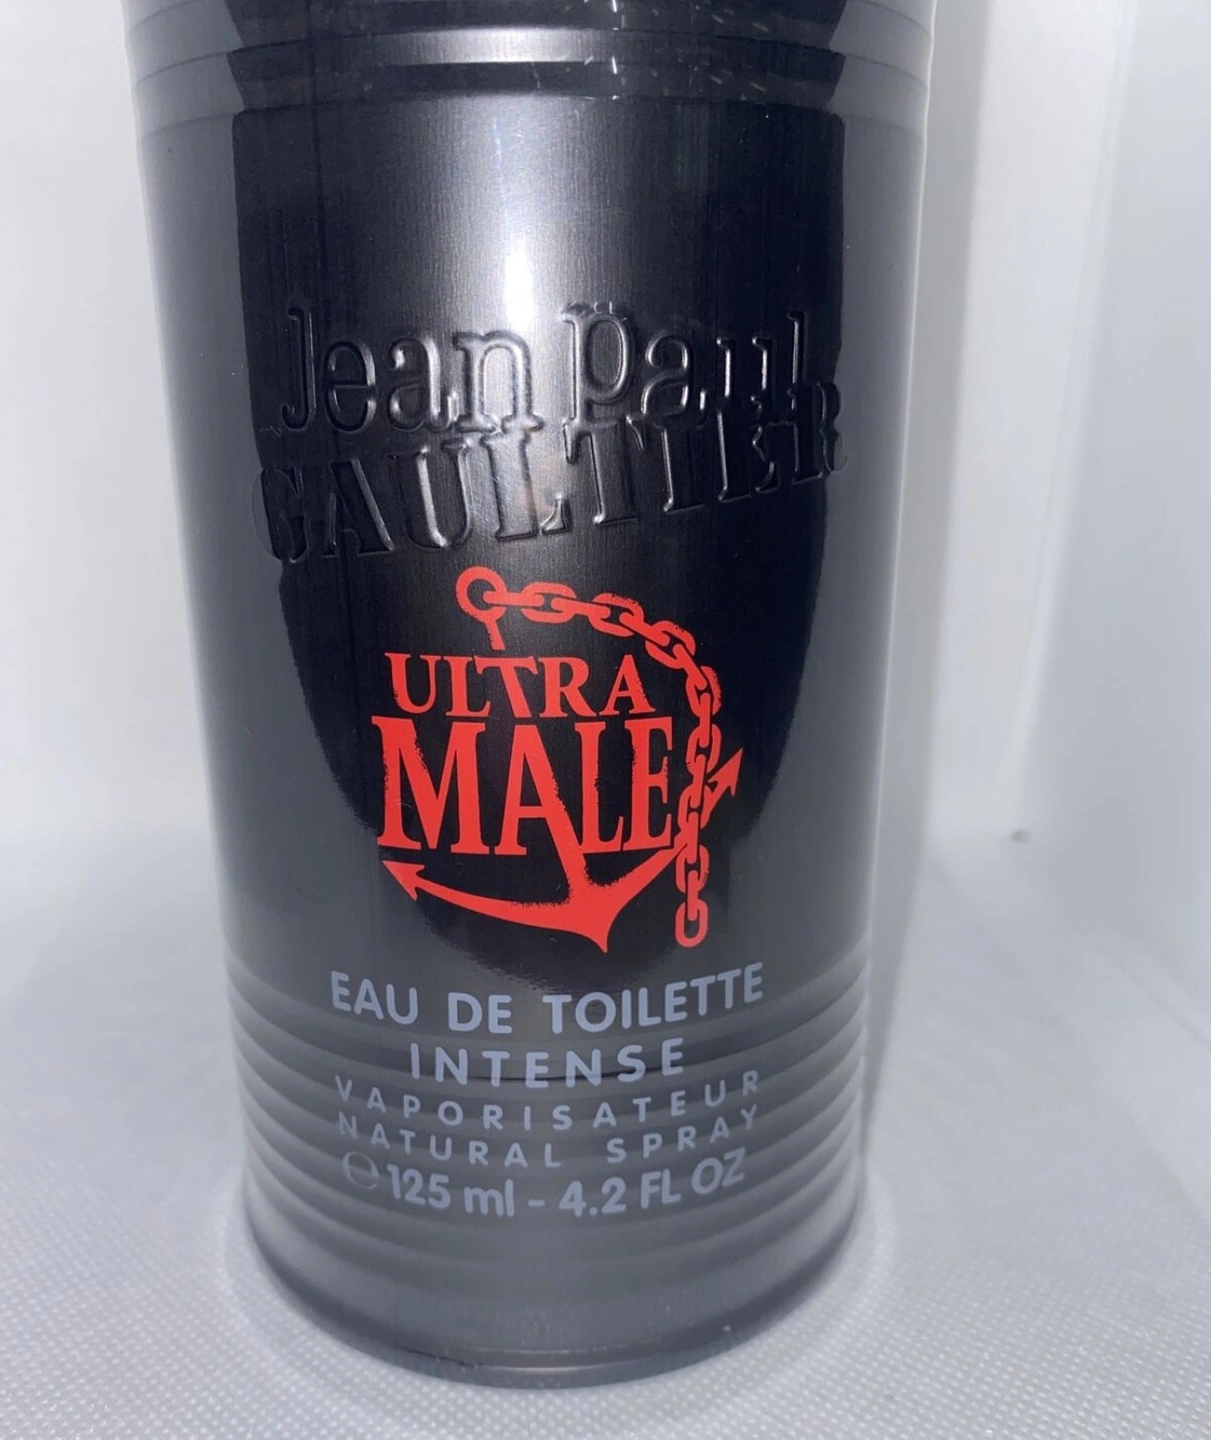 Jean Paul
GAULTIER
ULTRA
MALE
EAU DE TOILETTE
INTENSE
VAPORISATEUR
NATURAL SPRAY
℮ 125 ml - 4.2 FL OZ